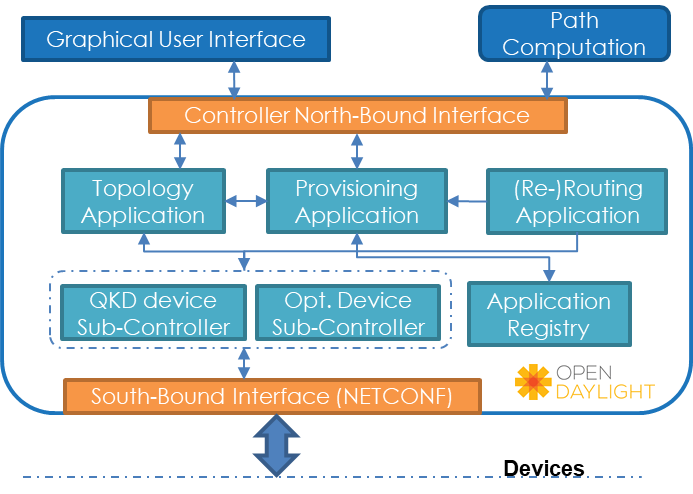 Graphical User Interface
Path
Computation
Controller North-Bound Interface
Topology
Application
Provisioning
Application
(Re-)Routing
Application
QKD device
Sub-Controller
Opt. Device
Sub-Controller
Application
Registry
OPEN
DAYLIGHT
South-Bound Interface (NETCONF)
Devices